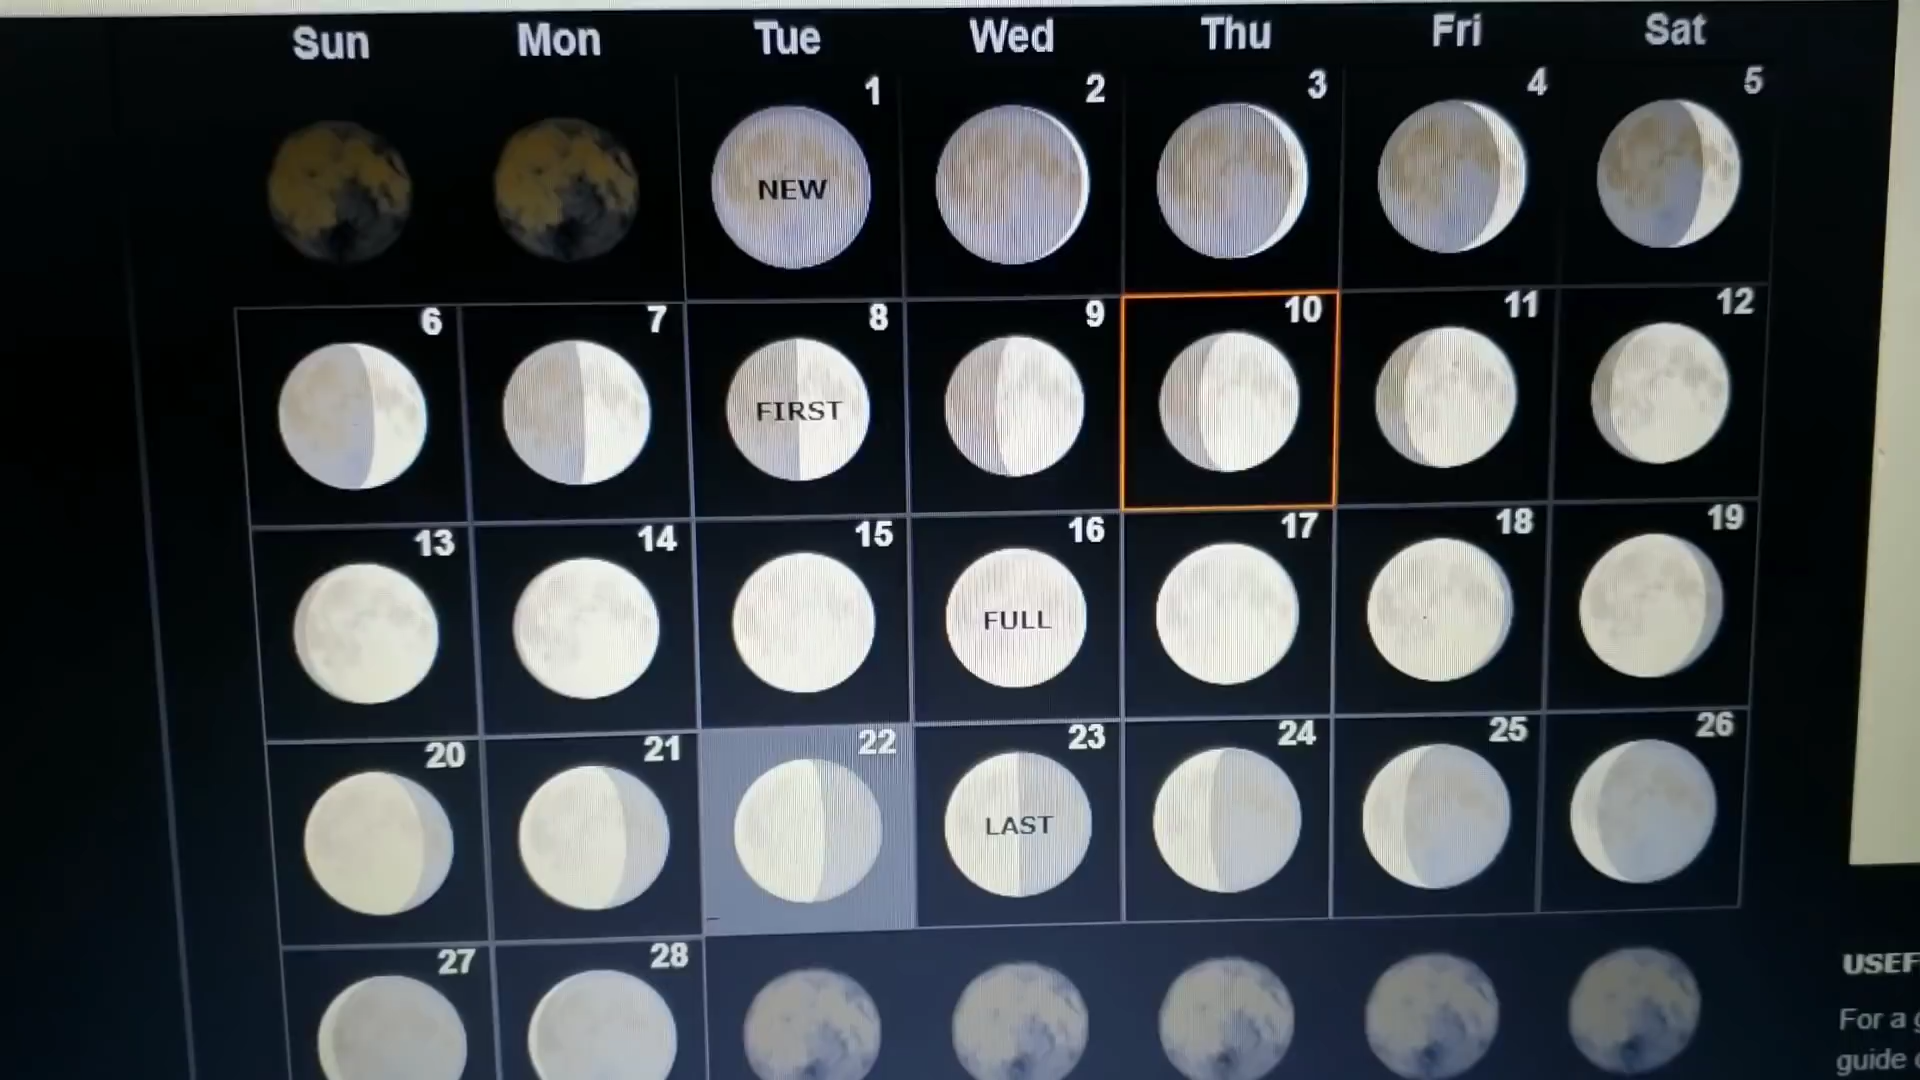 Sun Mon Tue Wed Thu Fri Sat
1 2 3 4 5
NEW
6 7 8 9 10 11 12
FIRST
13 14 15 16 17 18 19
FULL
20 21 22 23 24 25 26
LAST
27 28
USEF
For a g
guide